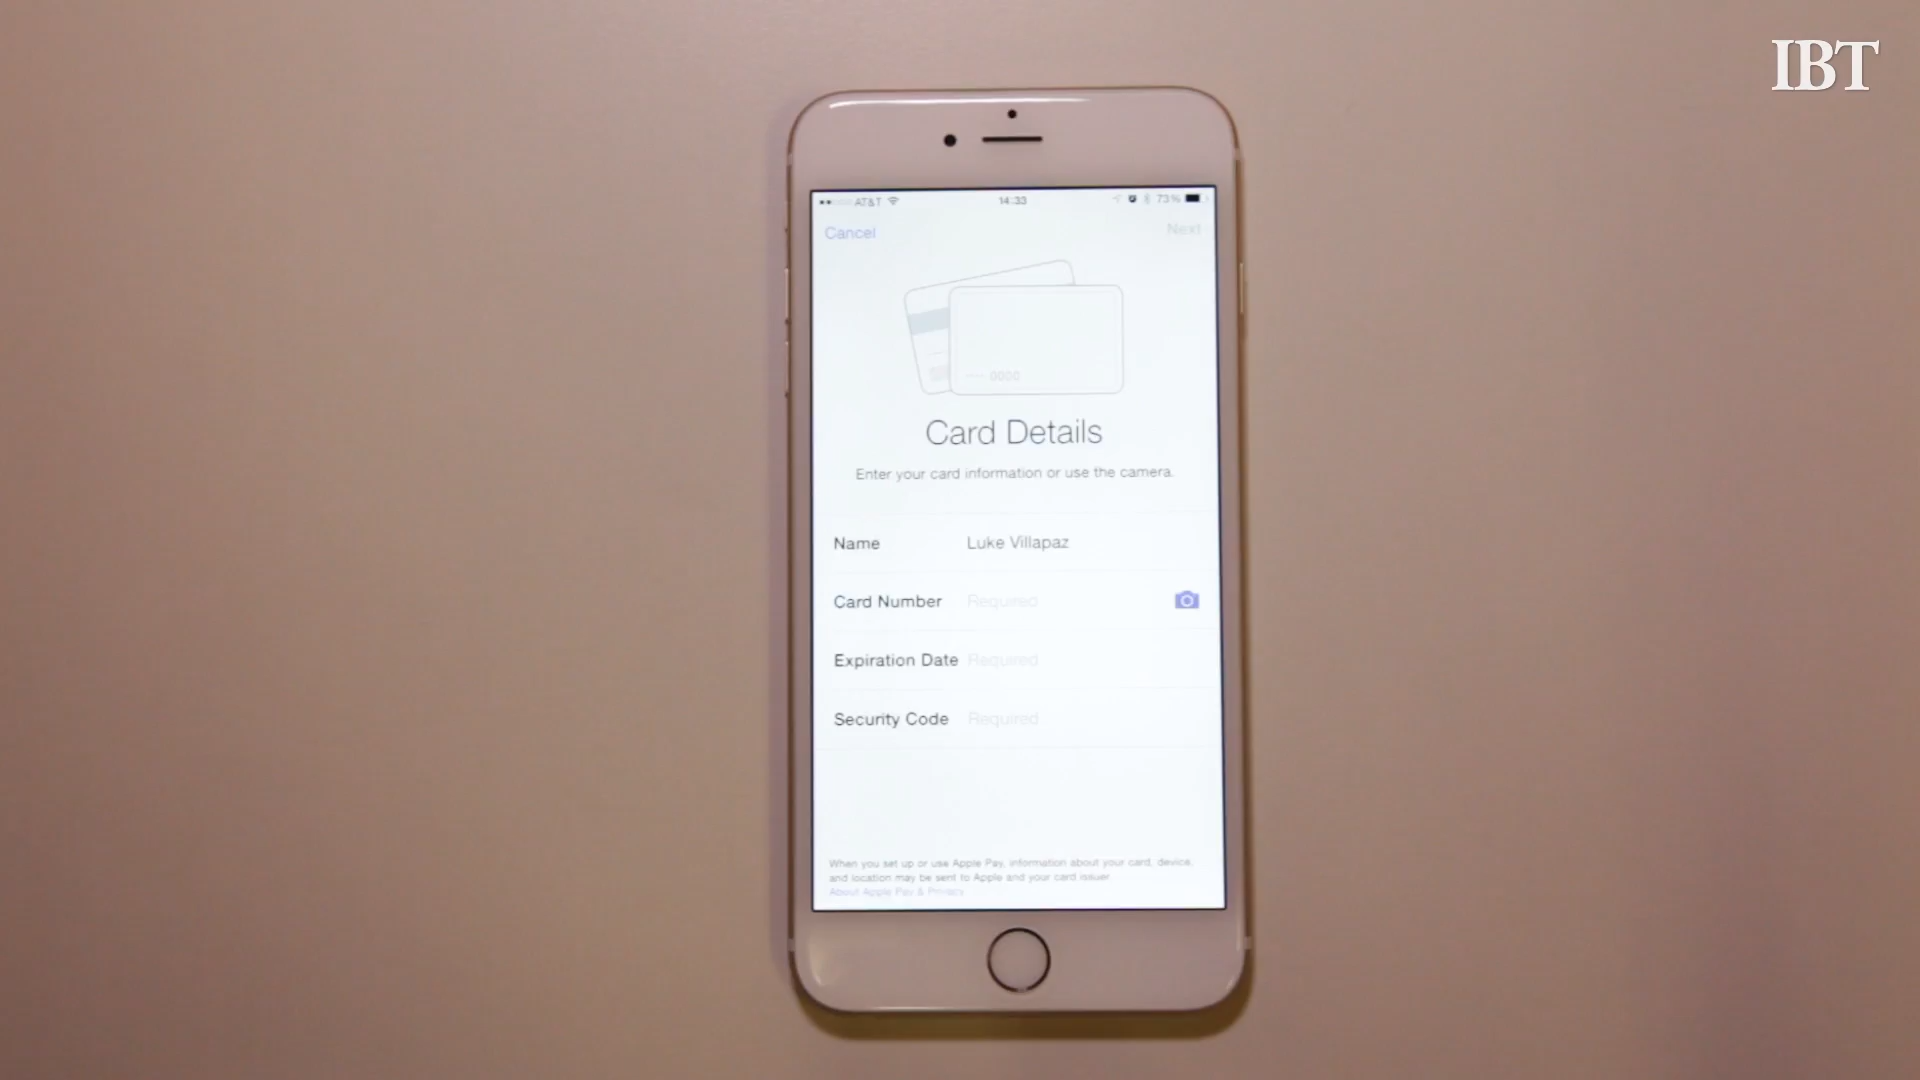 IBT
AT&T 14:33 73%
Cancel Next
0000
Card Details
Enter your card information or use the camera.
Name Luke Villapaz
Card Number Required
Expiration Date Required
Security Code Required
When you set up or use Apple Pay, information about your card, device,
and location may be sent to Apple and your card issuer.
About Apple Pay & Privacy